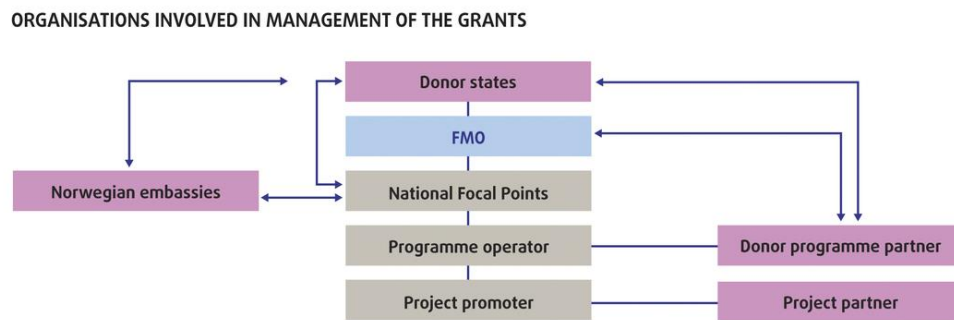 ORGANISATIONS INVOLVED IN MANAGEMENT OF THE GRANTS
Donor states
FMO
Norwegian embassies
National Focal Points
Programme operator
Donor programme partner
Project promoter
Project partner